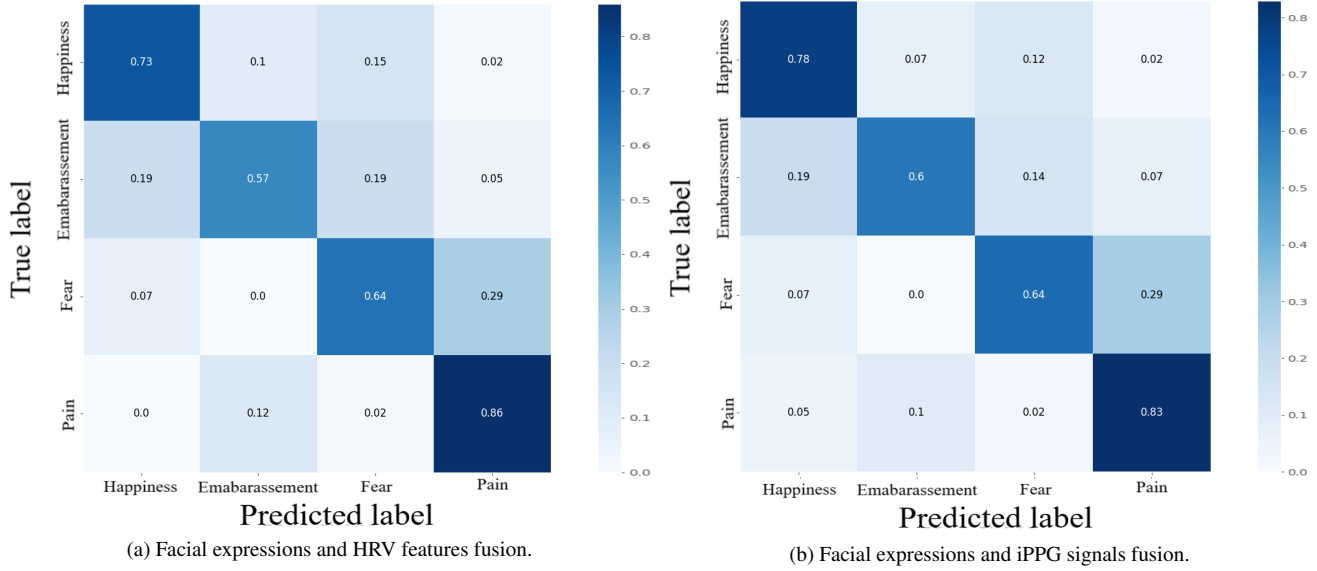 True label
Happiness
Emabarassement
Fear
Pain
0.73 0.1 0.15 0.02
0.19 0.57 0.19 0.05
0.07 0.0 0.64 0.29
0.0 0.12 0.02 0.86
Happiness Emabarassement Fear Pain
Predicted label
0.8
0.7
0.6
0.5
0.4
0.3
0.2
0.1
0.0
(a) Facial expressions and HRV features fusion.
True label
Happiness
Emabarassement
Fear
Pain
0.78 0.07 0.12 0.02
0.19 0.6 0.14 0.07
0.07 0.0 0.64 0.29
0.05 0.1 0.02 0.83
Happiness Emabarassement Fear Pain
Predicted label
0.8
0.7
0.6
0.5
0.4
0.3
0.2
0.1
0.0
(b) Facial expressions and iPPG signals fusion.